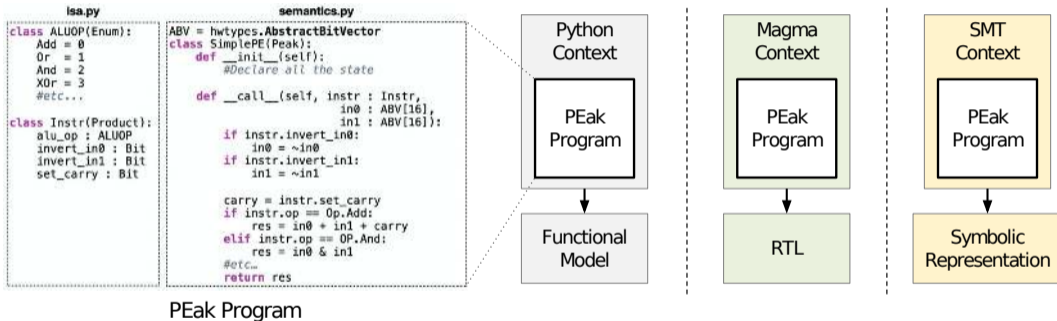 isa.py
class ALUOP(Enum):
    Add = 0
    Or  = 1
    And = 2
    XOr = 3
    #etc...
class Instr(Product):
    alu_op : ALUOP
    invert_in0 : Bit
    invert_in1 : Bit
    set_carry : Bit
semantics.py
ABV = hwtypes.AbstractBitVector
class SimplePE(Peak):
    def __init__(self):
        #Declare all the state
    def __call__(self, instr : Instr,
                 in0 : ABV[16],
                 in1 : ABV[16]):
        if instr.invert_in0:
            in0 = ~in0
        if instr.invert_in1:
            in1 = ~in1
        carry = instr.set_carry
        if instr.op == Op.Add:
            res = in0 + in1 + carry
        elif instr.op == OP.And:
            res = in0 & in1
        #etc…
        return res
PEak Program
Python
Context
PEak
Program
Functional
Model
Magma
Context
PEak
Program
RTL
SMT
Context
PEak
Program
Symbolic
Representation